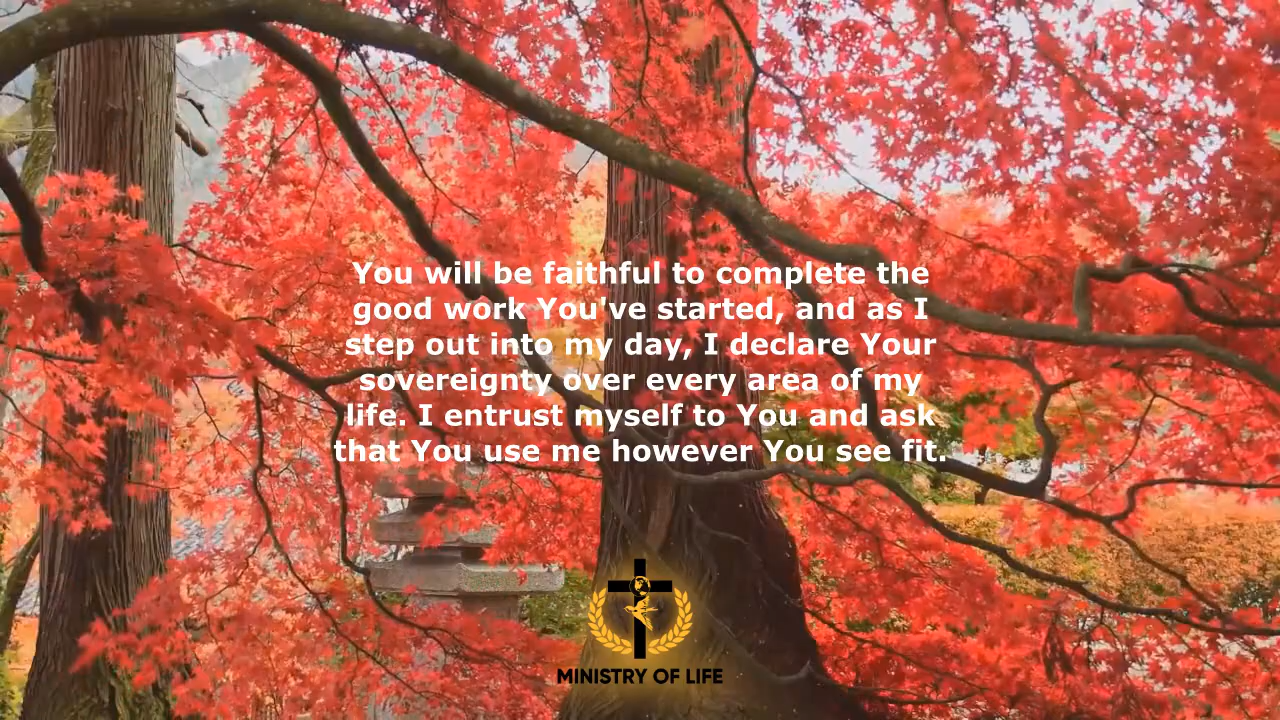 You will be faithful to complete the
good work You've started, and as I
step out into my day, I declare Your
sovereignty over every area of my
life. I entrust myself to You and ask
that You use me however You see fit.
MINISTRY OF LIFE